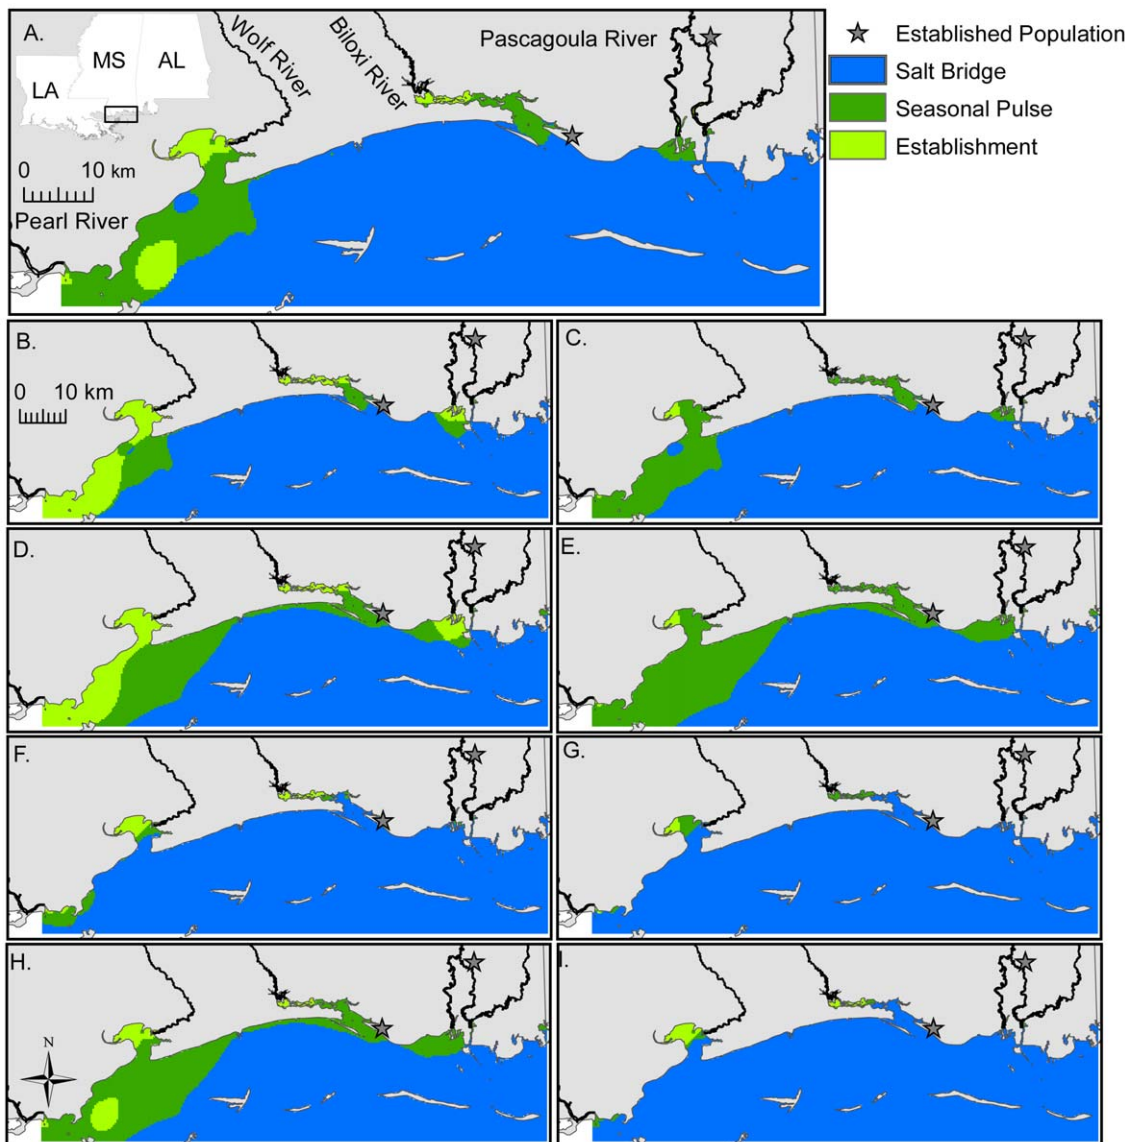 A.
MS
AL
LA
Wolf River
Biloxi River
Pascagoula River
0 10 km
Pearl River
Established Population
Salt Bridge
Seasonal Pulse
Establishment
B.
0 10 km
C.
D.
E.
F.
G.
H.
N
I.